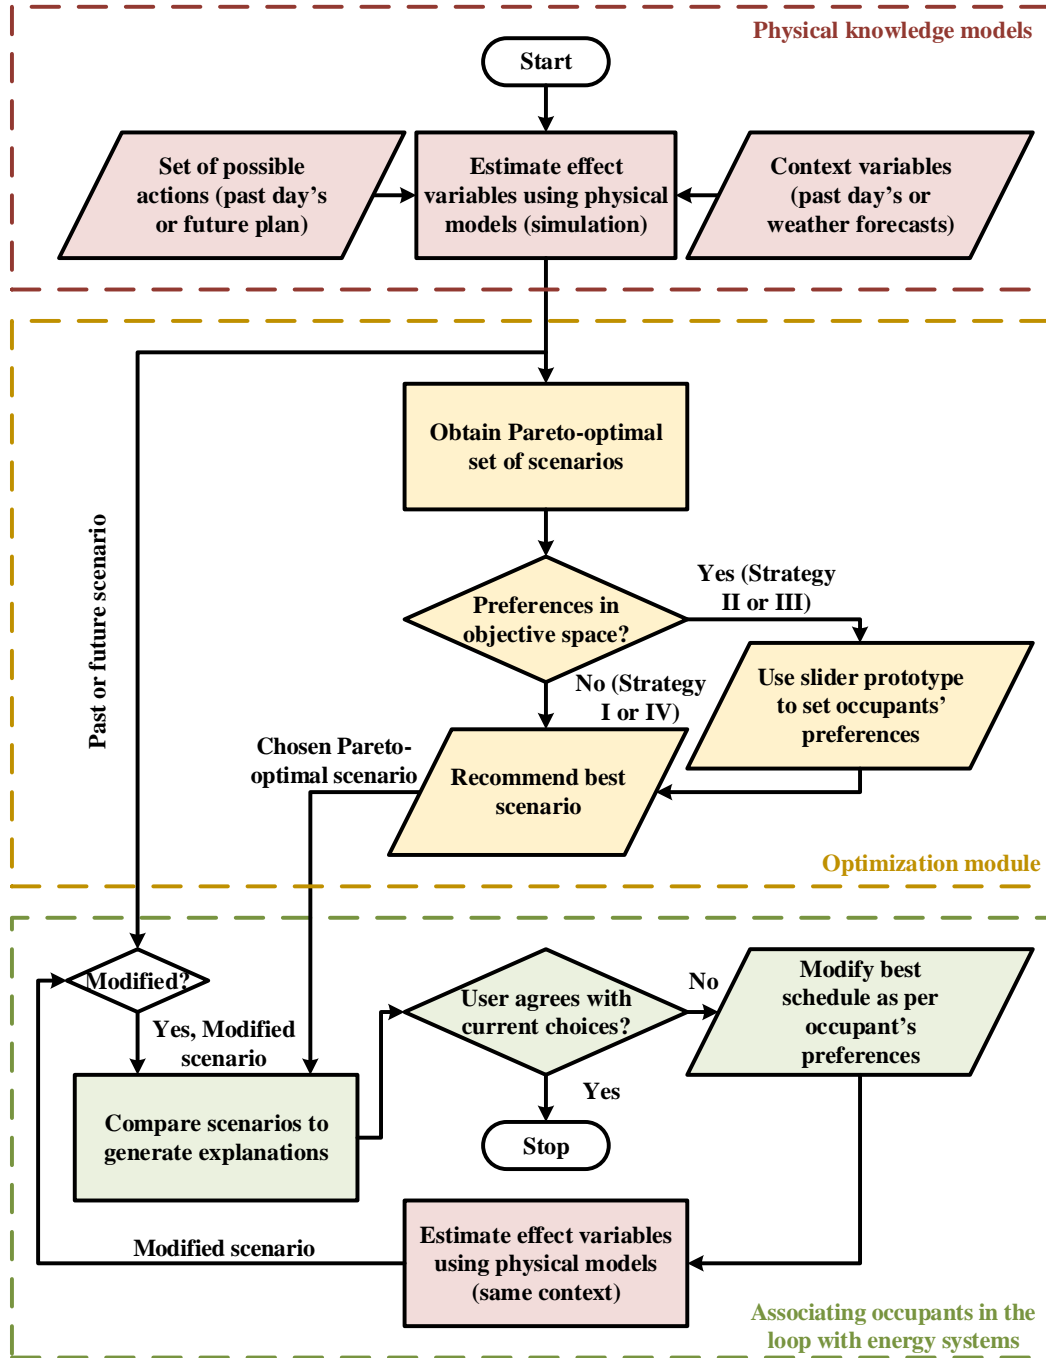 Physical knowledge models
Start
Set of possible
actions (past day's
or future plan)
Estimate effect
variables using physical
models (simulation)
Context variables
(past day's or
weather forecasts)
Obtain Pareto-optimal
set of scenarios
Past or future scenario
Preferences in
objective space?
Yes (Strategy
II or III)
No (Strategy
I or IV)
Use slider prototype
to set occupants'
preferences
Chosen Pareto-
optimal scenario
Recommend best
scenario
Optimization module
Modified?
Yes, Modified
scenario
User agrees with
current choices?
No
Modify best
schedule as per
occupant's
preferences
Yes
Compare scenarios to
generate explanations
Stop
Modified scenario
Estimate effect variables
using physical models
(same context)
Associating occupants in the
loop with energy systems